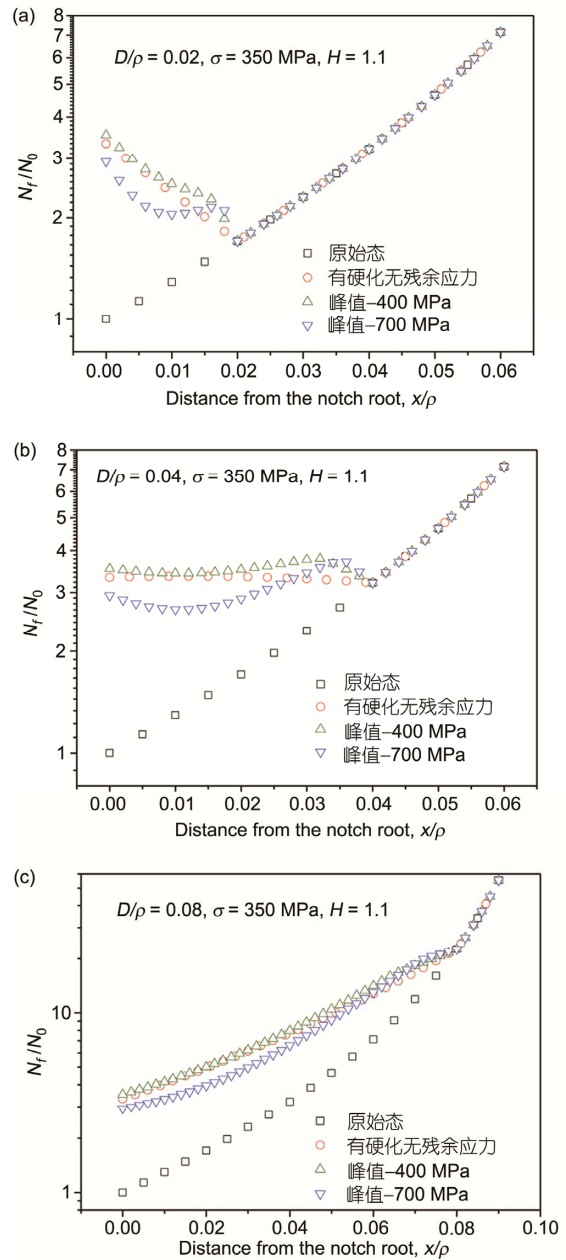 (a)
8
7
6
5
4
3
2
1
N_f/N_0
D/ρ = 0.02, σ = 350 MPa, H = 1.1
原始态
有硬化无残余应力
峰值–400 MPa
峰值–700 MPa
0.00 0.01 0.02 0.03 0.04 0.05 0.06
Distance from the notch root, x/ρ
(b)
8
7
6
5
4
3
2
1
N_f/N_0
D/ρ = 0.04, σ = 350 MPa, H = 1.1
原始态
有硬化无残余应力
峰值–400 MPa
峰值–700 MPa
0.00 0.01 0.02 0.03 0.04 0.05 0.06
Distance from the notch root, x/ρ
(c)
10
1
N_f/N_0
D/ρ = 0.08, σ = 350 MPa, H = 1.1
原始态
有硬化无残余应力
峰值-400 MPa
峰值-700 MPa
0.00 0.02 0.04 0.06 0.08 0.10
Distance from the notch root, x/ρ